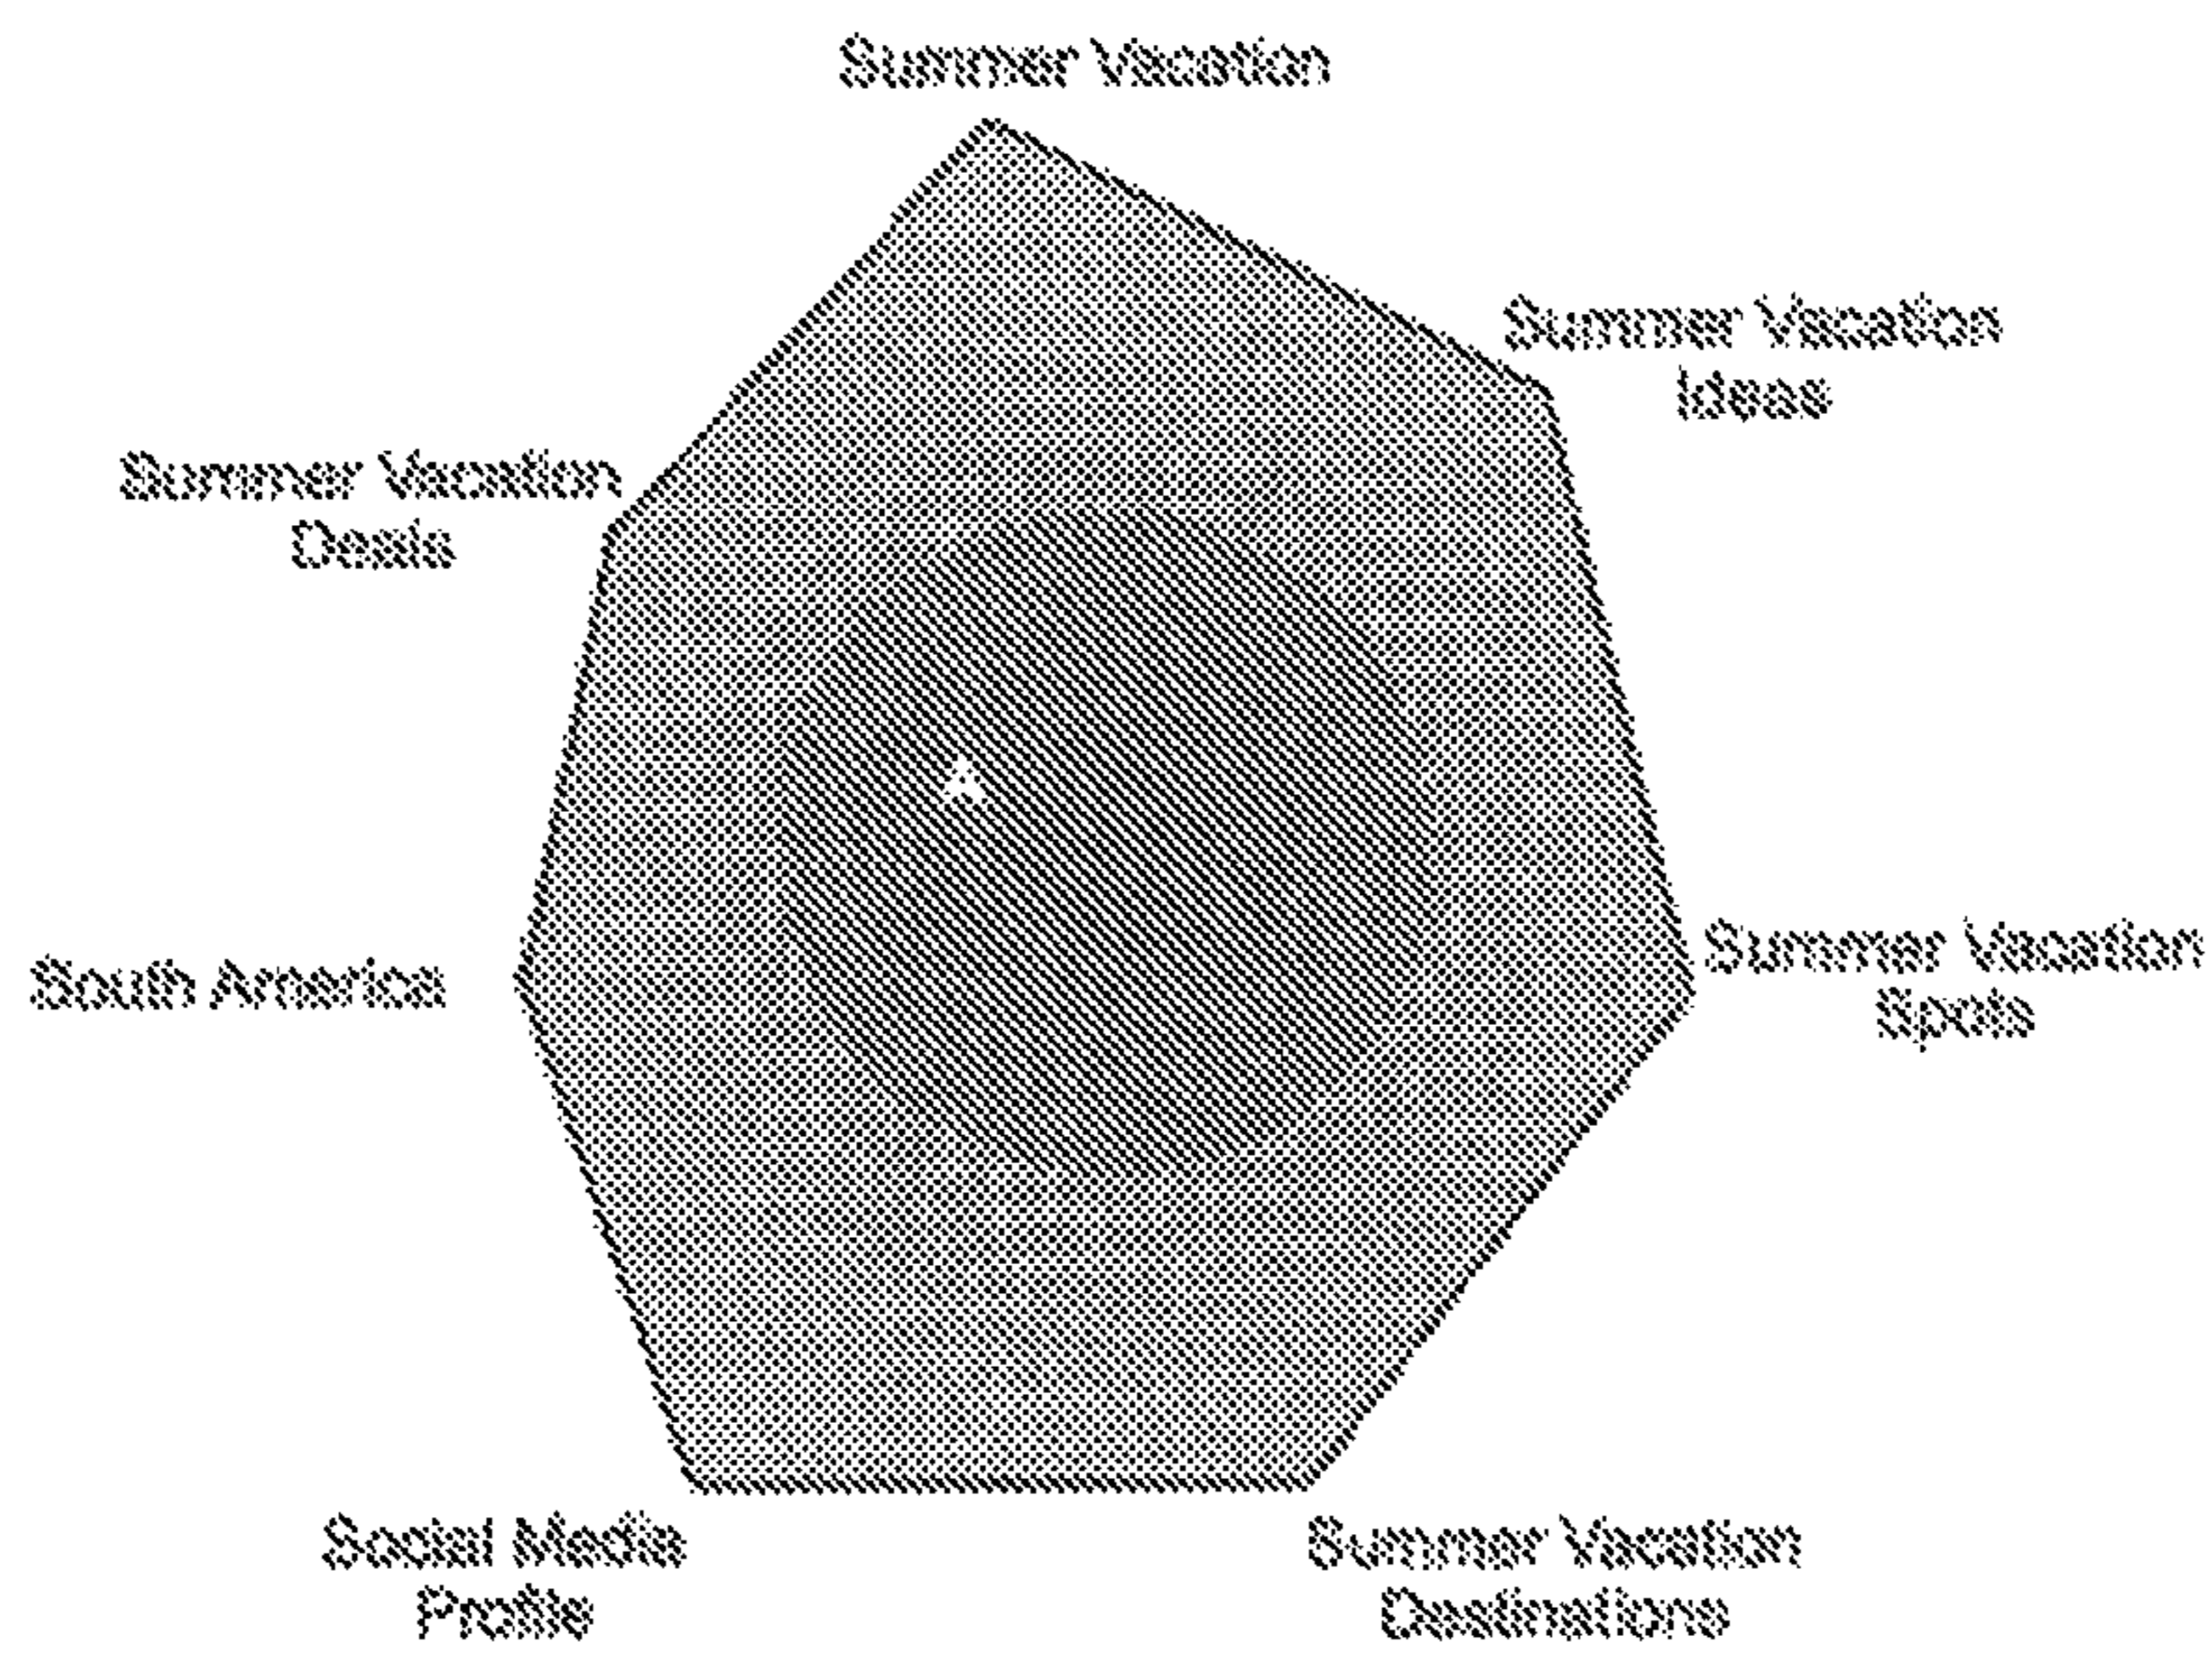 Summer Vacation
Summer Vacation
Ideas
Summer Vacation
Deals
A
South America
Summer Vacation
Spots
Social Media
Profile
Summer Vacation
Destinations